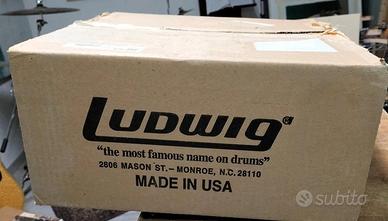 LUDWIG ®
"the most famous name on drums"
2806 MASON ST.–MONROE, N.C. 28110
MADE IN USA
subito